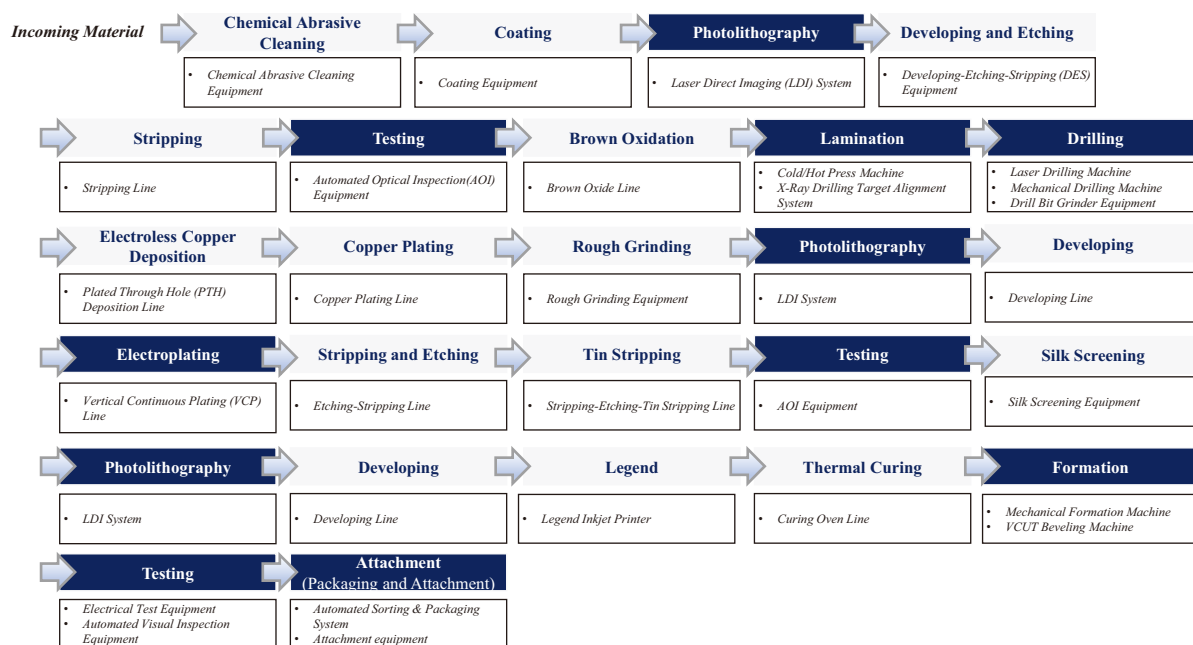 Incoming Material
Chemical Abrasive
Cleaning
• Chemical Abrasive Cleaning
Equipment
Coating
• Coating Equipment
Photolithography
• Laser Direct Imaging (LDI) System
Developing and Etching
• Developing-Etching-Stripping (DES)
Equipment
Stripping
• Stripping Line
Testing
• Automated Optical Inspection(AOI)
Equipment
Brown Oxidation
• Brown Oxide Line
Lamination
• Cold/Hot Press Machine
• X-Ray Drilling Target Alignment
System
Drilling
• Laser Drilling Machine
• Mechanical Drilling Machine
• Drill Bit Grinder Equipment
Electroless Copper
Deposition
• Plated Through Hole (PTH)
Deposition Line
Copper Plating
• Copper Plating Line
Rough Grinding
• Rough Grinding Equipment
Photolithography
• LDI System
Developing
• Developing Line
Electroplating
• Vertical Continuous Plating (VCP)
Line
Stripping and Etching
• Etching-Stripping Line
Tin Stripping
• Stripping-Etching-Tin Stripping Line
Testing
• AOI Equipment
Silk Screening
• Silk Screening Equipment
Photolithography
• LDI System
Developing
• Developing Line
Legend
• Legend Inkjet Printer
Thermal Curing
• Curing Oven Line
Formation
• Mechanical Formation Machine
• VCUT Beveling Machine
Testing
• Electrical Test Equipment
• Automated Visual Inspection
Equipment
Attachment
(Packaging and Attachment)
• Automated Sorting & Packaging
System
• Attachment equipment